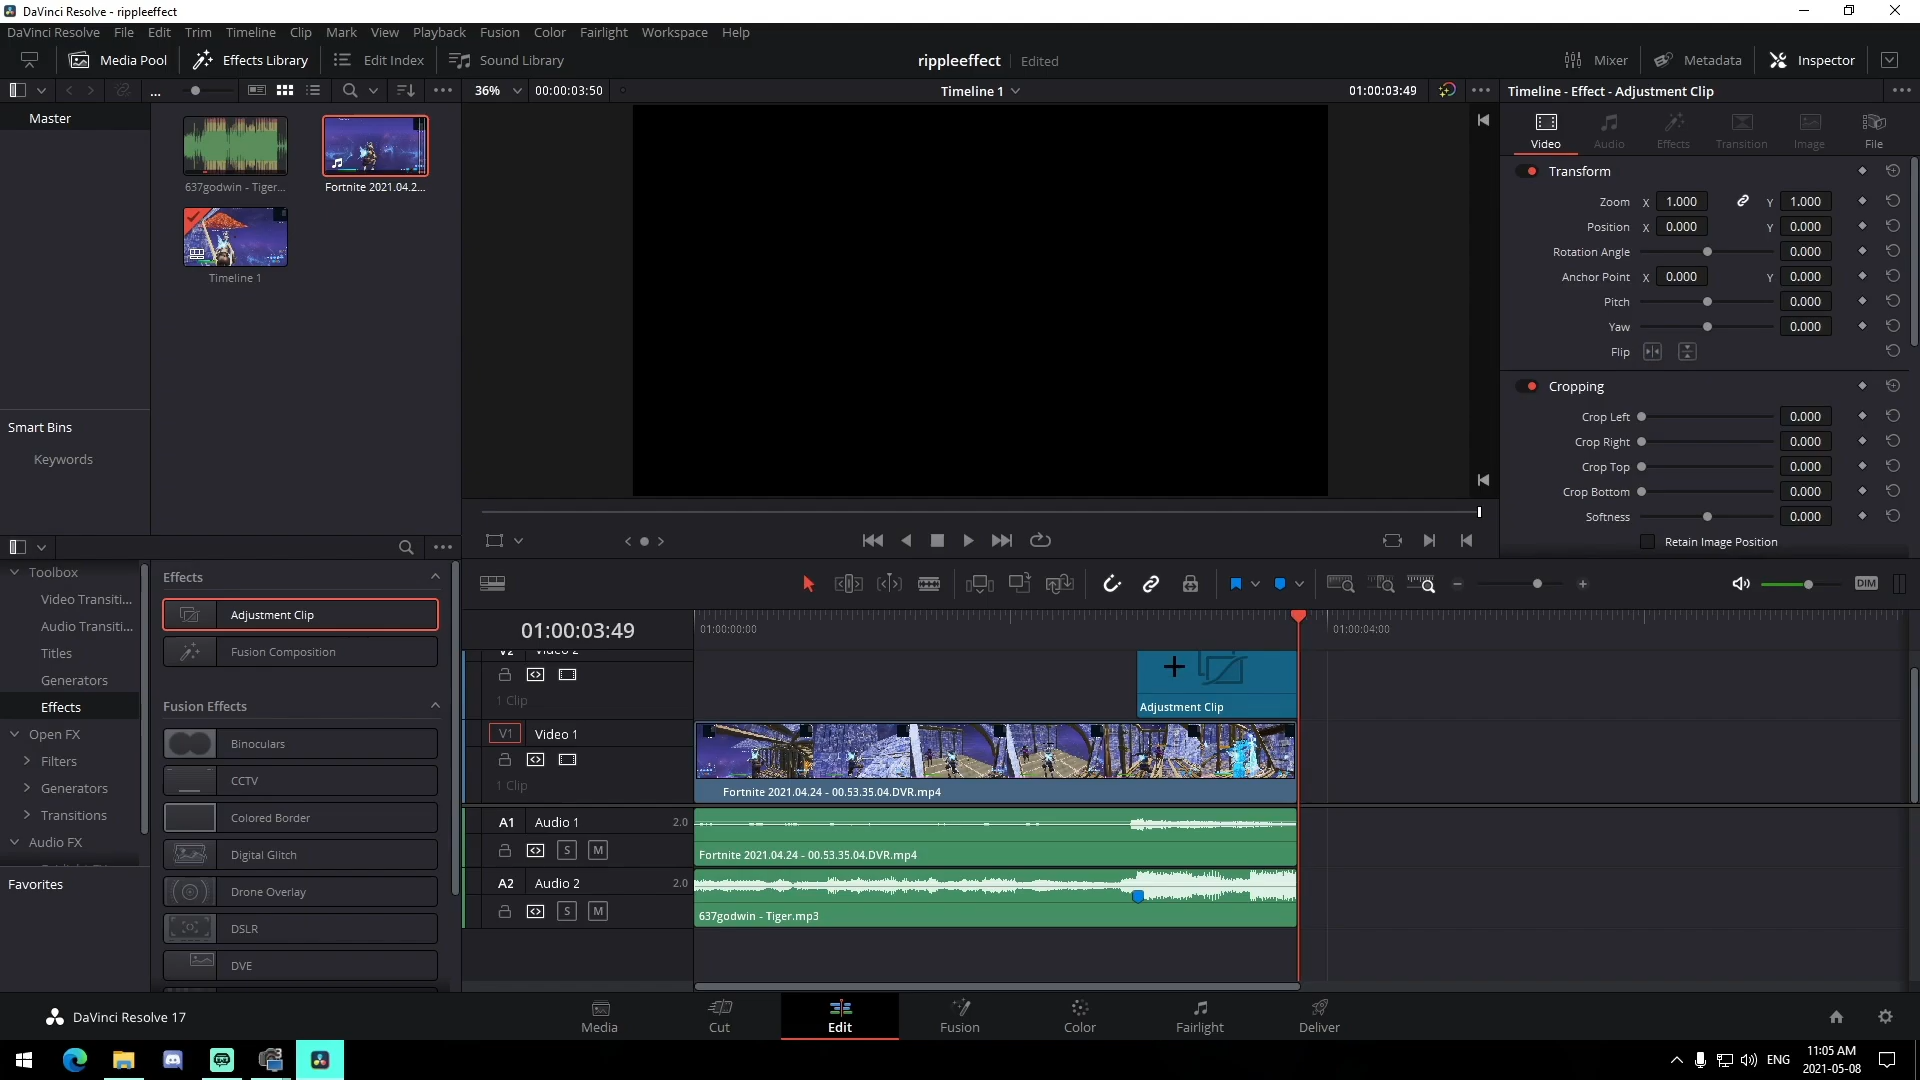 DaVinci Resolve - rippleeffect
DaVinci Resolve File Edit Trim Timeline Clip Mark View Playback Fusion Color Fairlight Workspace Help
Media Pool Effects Library Edit Index Sound Library rippleeffect Edited Mixer Metadata Inspector
... 36% 00:00:03:50 Timeline 1 01:00:03:49 Timeline - Effect - Adjustment Clip
Master
637godwin - Tiger...
Fortnite 2021.04.2...
Timeline 1
Smart Bins
Keywords
Video Audio Effects Transition Image File
Transform
Zoom X 1.000 Y 1.000
Position X 0.000 Y 0.000
Rotation Angle 0.000
Anchor Point X 0.000 Y 0.000
Pitch 0.000
Yaw 0.000
Flip
Cropping
Crop Left 0.000
Crop Right 0.000
Crop Top 0.000
Crop Bottom 0.000
Softness 0.000
Retain Image Position
Toolbox
Video Transiti...
Audio Transiti...
Titles
Generators
Effects
Open FX
Filters
Generators
Transitions
Audio FX
Favorites
Effects
Adjustment Clip
Fusion Composition
Fusion Effects
Binoculars
CCTV
Colored Border
Digital Glitch
Drone Overlay
DSLR
DVE
DIM
01:00:03:49
01:00:00:00
01:00:04:00
V2 Video 2
1 Clip
Adjustment Clip
V1 Video 1
1 Clip
Fortnite 2021.04.24 - 00.53.35.04.DVR.mp4
A1 Audio 1 2.0
S M
Fortnite 2021.04.24 - 00.53.35.04.DVR.mp4
A2 Audio 2 2.0
S M
637godwin - Tiger.mp3
DaVinci Resolve 17
Media Cut Edit Fusion Color Fairlight Deliver
ENG
11:05 AM
2021-05-08